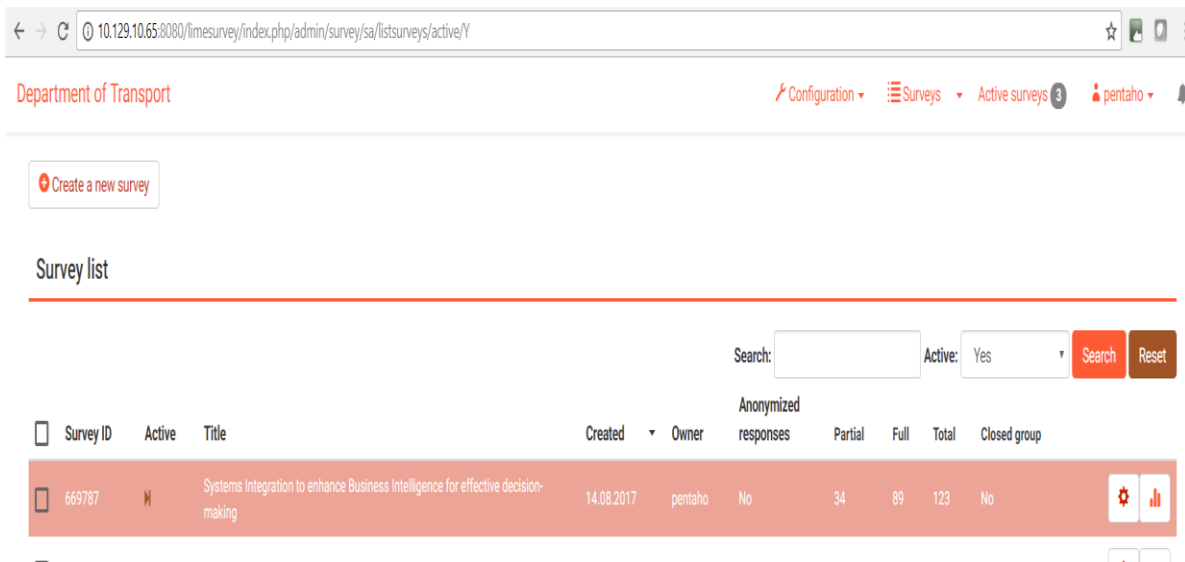 10.129.10.65:8080/limesurvey/index.php/admin/survey/sa/listsurveys/active/Y
Department of Transport Configuration Surveys Active surveys 3 pentaho
Create a new survey
Survey list
Search: Active: Yes Search Reset
Survey ID Active Title Created Owner Anonymized responses Partial Full Total Closed group
669787 Systems Integration to enhance Business Intelligence for effective decision-
making 14.08.2017 pentaho No 34 89 123 No